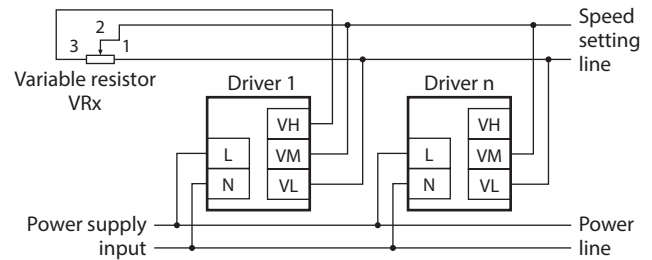 Speed
setting
line
2
3
1
Variable resistor
VRx
Driver 1
Driver n
VH
VH
L
VM
L
VM
N
VL
N
VL
Power supply
input
Power
line